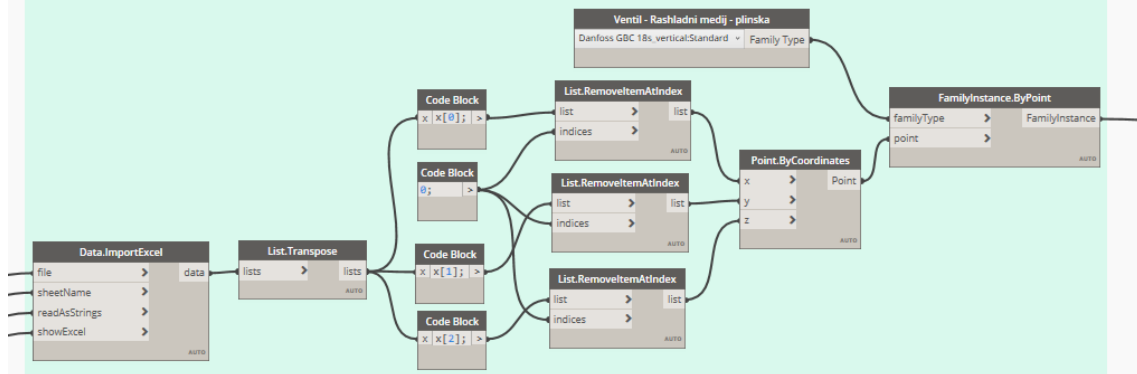 Ventil - Rashladni medij - plinska
Danfoss GBC 18s_vertical:Standard
Family Type
Code Block
x x[0]; >
List.RemoveItemAtIndex
list > list
indices >
AUTO
FamilyInstance.ByPoint
familyType > FamilyInstance
point >
AUTO
Code Block
0; >
Point.ByCoordinates
x > Point
y >
z >
AUTO
List.RemoveItemAtIndex
list > list
indices >
AUTO
Data.ImportExcel
file > data
sheetName >
readAsStrings >
showExcel >
AUTO
List.Transpose
lists > lists
AUTO
Code Block
x x[1]; >
List.RemoveItemAtIndex
list > list
indices >
AUTO
Code Block
x x[2]; >